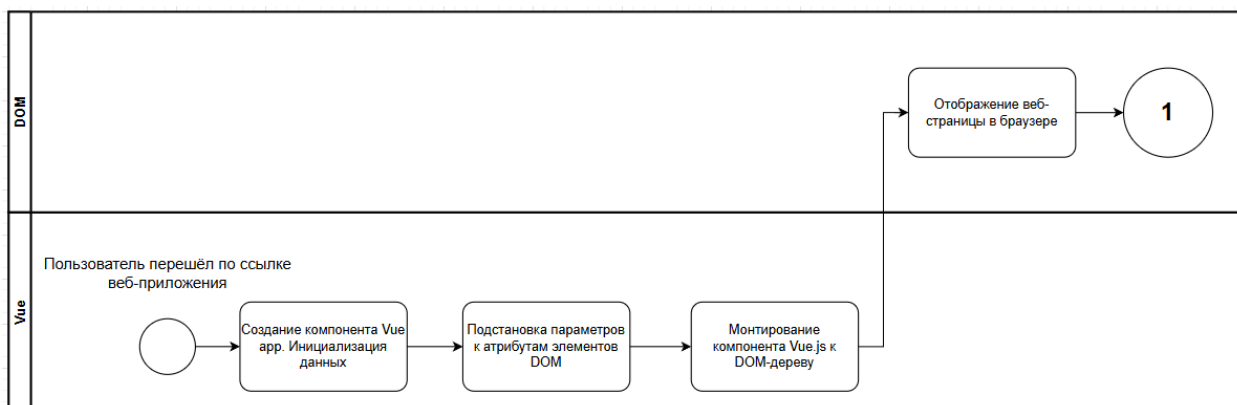 DOM
Отображение веб-
страницы в браузере
1
Vue
Пользователь перешёл по ссылке
веб-приложения
Создание компонента Vue
app. Инициализация
данных
Подстановка параметров
к атрибутам элементов
DOM
Монтирование
компонента Vue.js к
DOM-дереву